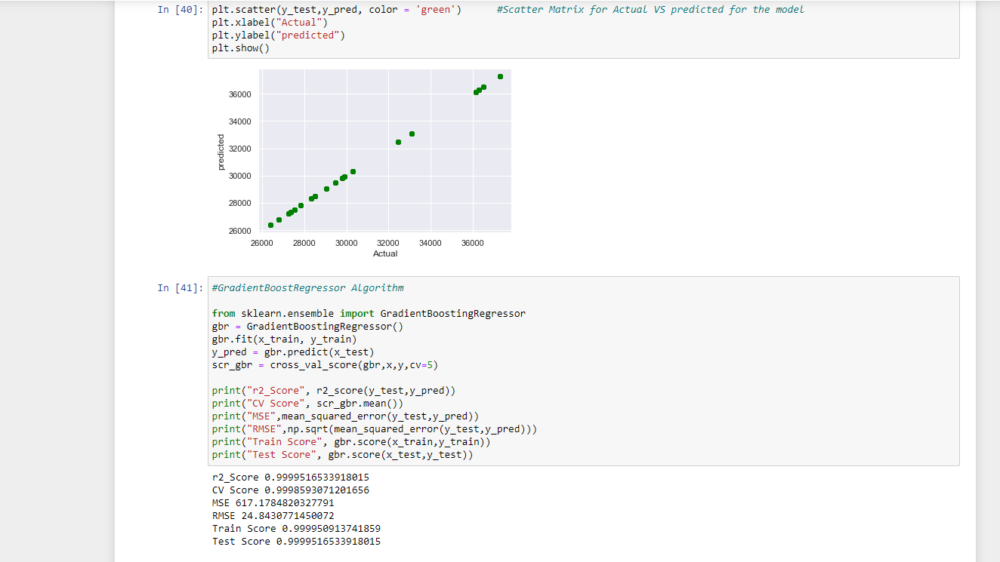 In [40]: plt.scatter(y_test,y_pred, color = 'green')      #Scatter Matrix for Actual VS predicted for the model
plt.xlabel("Actual")
plt.ylabel("predicted")
plt.show()
36000
34000
32000
30000
28000
26000
predicted
26000 28000 30000 32000 34000 36000
Actual
In [41]: #GradientBoostRegressor Algorithm
from sklearn.ensemble import GradientBoostingRegressor
gbr = GradientBoostingRegressor()
gbr.fit(x_train, y_train)
y_pred = gbr.predict(x_test)
scr_gbr = cross_val_score(gbr,x,y,cv=5)
print("r2_Score", r2_score(y_test,y_pred))
print("CV Score", scr_gbr.mean())
print("MSE",mean_squared_error(y_test,y_pred))
print("RMSE",np.sqrt(mean_squared_error(y_test,y_pred)))
print("Train Score", gbr.score(x_train,y_train))
print("Test Score", gbr.score(x_test,y_test))
r2_Score 0.9999516533918015
CV Score 0.9998593071201656
MSE 617.1784820327791
RMSE 24.8430771450072
Train Score 0.999950913741859
Test Score 0.9999516533918015